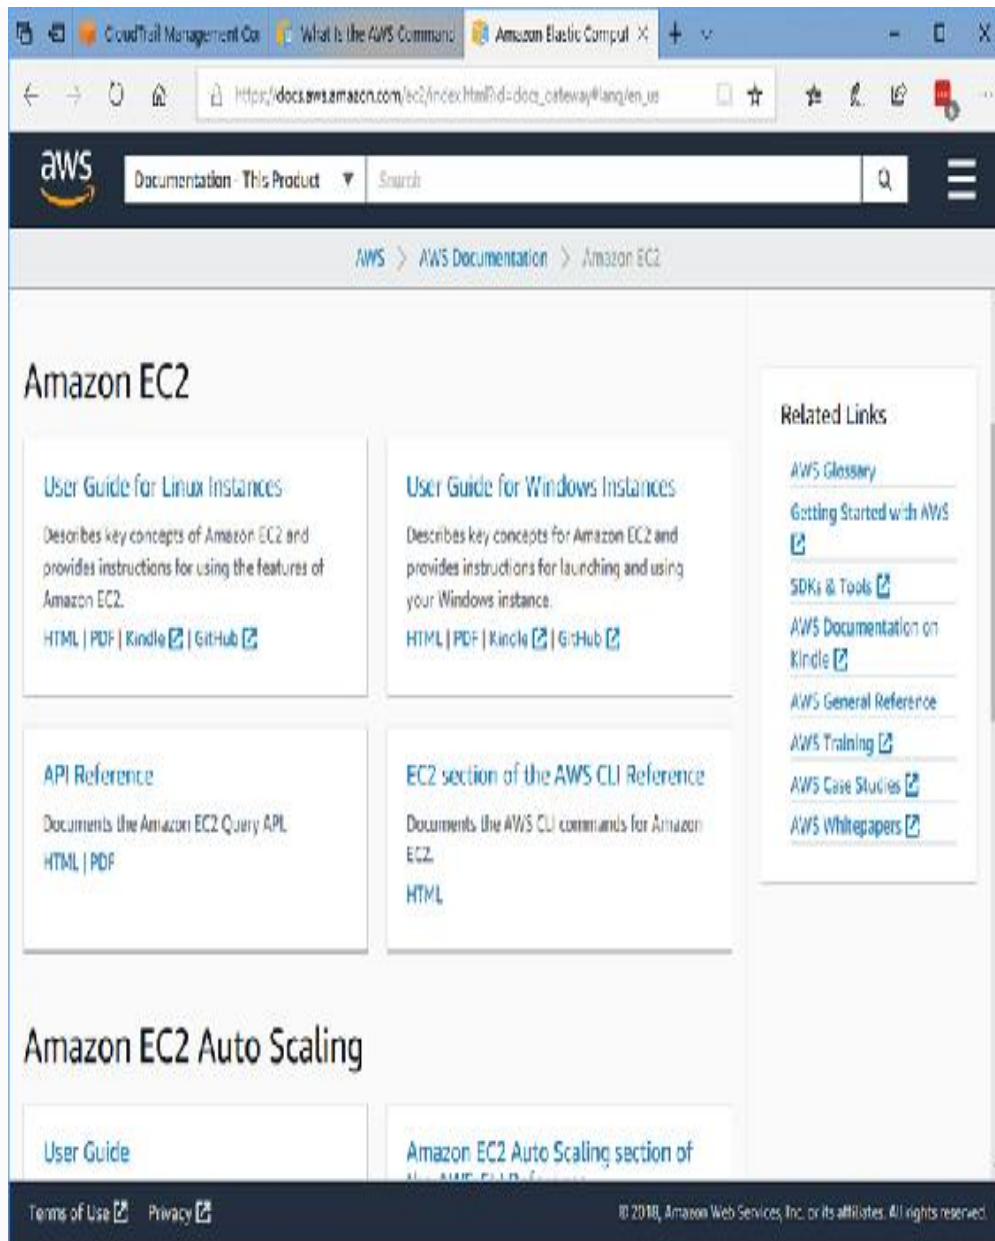 CloudTrail Management Co
What Is the AWS Command
Amazon Elastic Comput
https://docs.aws.amazon.com/ec2/index.html?id=docs_gateway#lang/en_us
aws
Documentation - This Product
Search
AWS > AWS Documentation > Amazon EC2
Amazon EC2
User Guide for Linux Instances
Describes key concepts of Amazon EC2 and
provides instructions for using the features of
Amazon EC2.
HTML | PDF | Kindle | GitHub
User Guide for Windows Instances
Describes key concepts for Amazon EC2 and
provides instructions for launching and using
your Windows instance.
HTML | PDF | Kindle | GitHub
API Reference
Documents the Amazon EC2 Query API.
HTML | PDF
EC2 section of the AWS CLI Reference
Documents the AWS CLI commands for Amazon
EC2.
HTML
Related Links
AWS Glossary
Getting Started with AWS
SDKs & Tools
AWS Documentation on
Kindle
AWS General Reference
AWS Training
AWS Case Studies
AWS Whitepapers
Amazon EC2 Auto Scaling
User Guide
Amazon EC2 Auto Scaling section of
the AWS CLI Reference
Terms of Use
Privacy
© 2018, Amazon Web Services, Inc. or its affiliates. All rights reserved.